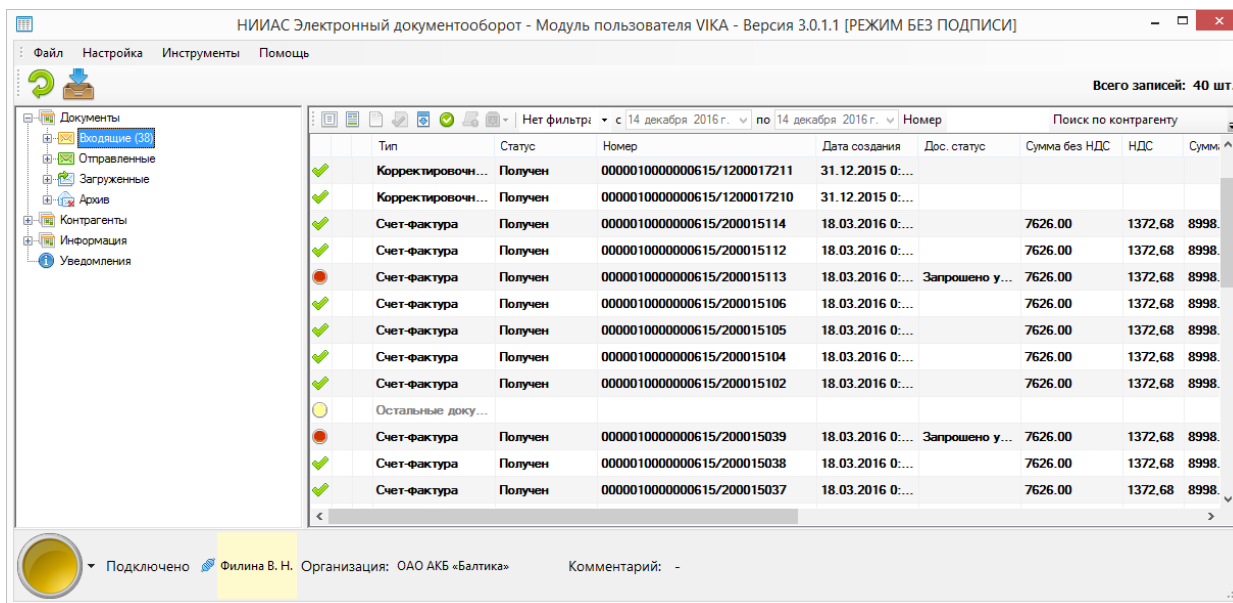 НИИАС Электронный документооборот - Модуль пользователя VIKA - Версия 3.0.1.1 [РЕЖИМ БЕЗ ПОДПИСИ]
Файл Настройка Инструменты Помощь
Всего записей: 40 шт.
Документы
Входящие (38)
Отправленные
Загруженные
Архив
Контрагенты
Информация
Уведомления
Нет фильтра с 14 декабря 2016 г. по 14 декабря 2016 г. Номер Поиск по контрагенту
Тип Статус Номер Дата создания Дос. статус Сумма без НДС НДС Сумма
Корректировочн... Получен 0000010000000615/1200017211 31.12.2015 0:...
Корректировочн... Получен 0000010000000615/1200017210 31.12.2015 0:...
Счет-фактура Получен 0000010000000615/200015114 18.03.2016 0:... 7626.00 1372,68 8998.
Счет-фактура Получен 0000010000000615/200015112 18.03.2016 0:... 7626.00 1372,68 8998.
Счет-фактура Получен 0000010000000615/200015113 18.03.2016 0:... Запрошено у... 7626.00 1372,68 8998.
Счет-фактура Получен 0000010000000615/200015106 18.03.2016 0:... 7626.00 1372,68 8998.
Счет-фактура Получен 0000010000000615/200015105 18.03.2016 0:... 7626.00 1372,68 8998.
Счет-фактура Получен 0000010000000615/200015104 18.03.2016 0:... 7626.00 1372,68 8998.
Счет-фактура Получен 0000010000000615/200015102 18.03.2016 0:... 7626.00 1372,68 8998.
Остальные доку...
Счет-фактура Получен 0000010000000615/200015039 18.03.2016 0:... Запрошено у... 7626.00 1372,68 8998.
Счет-фактура Получен 0000010000000615/200015038 18.03.2016 0:... 7626.00 1372,68 8998.
Счет-фактура Получен 0000010000000615/200015037 18.03.2016 0:... 7626.00 1372,68 8998.
Подключено Филина В. Н. Организация: ОАО АКБ «Балтика» Комментарий: -